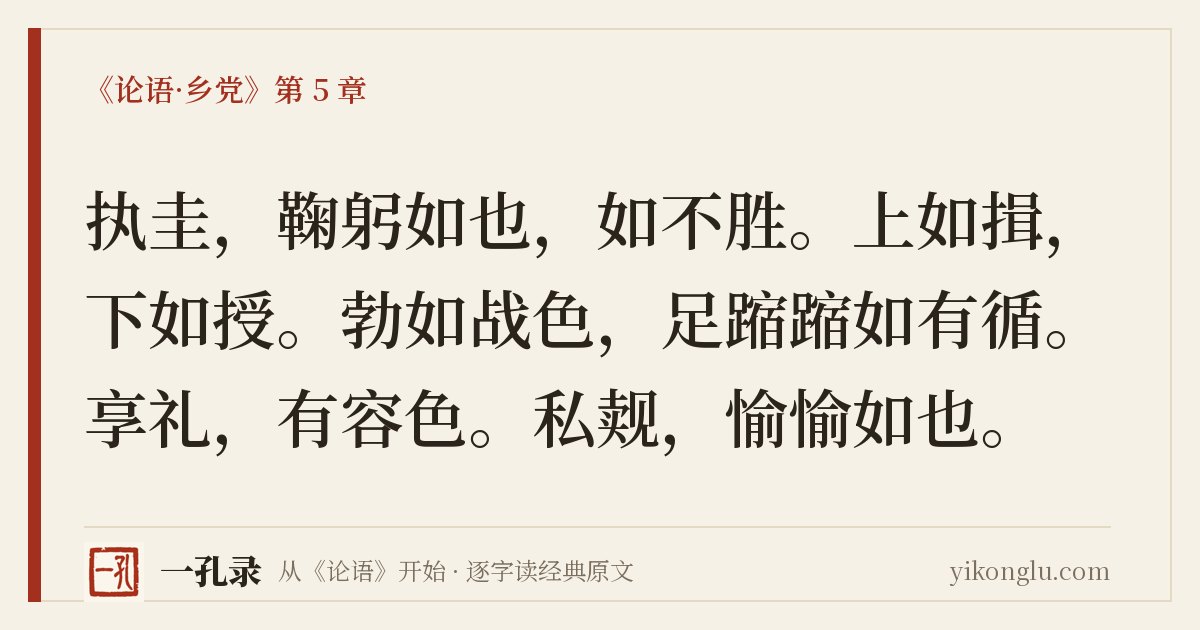 《论语·乡党》第 5 章
执圭，鞠躬如也，如不胜。上如揖，
下如授。勃如战色，足蹜蹜如有循。
享礼，有容色。私觌，愉愉如也。
一孔
一孔录 从《论语》开始 · 逐字读经典原文 yikonglu.com